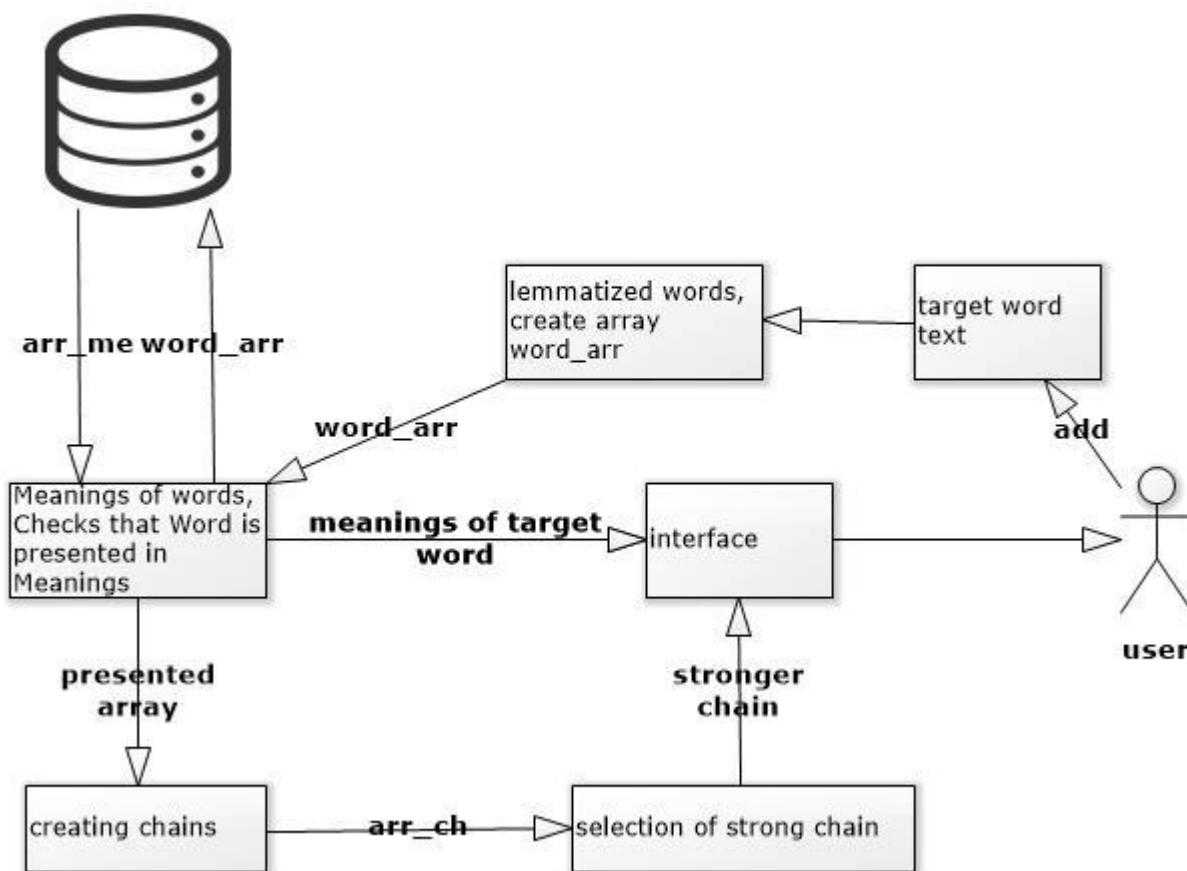 lemmatized words,
create array
word_arr
target word
text
arr_me
word_arr
word_arr
add
Meanings of words,
Checks that Word is
presented in
Meanings
meanings of target
word
interface
user
presented
array
stronger
chain
creating chains
arr_ch
selection of strong chain